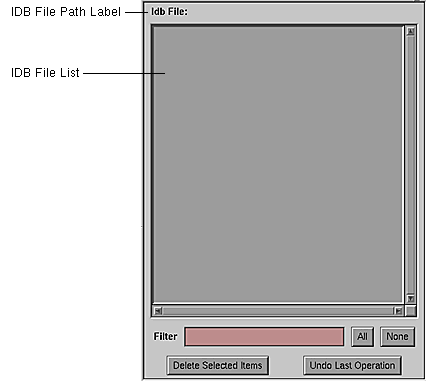 IDB File Path Label
Idb File:
IDB File List
Filter
All
None
Delete Selected Items
Undo Last Operation